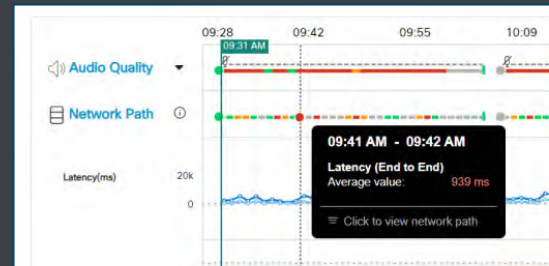 09:28 09:42 09:55 10:09
09:31 AM
Audio Quality
Network Path
09:41 AM - 09:42 AM
Latency (End to End)
Average value: 939 ms
Latency(ms) 20k
0
Click to view network path